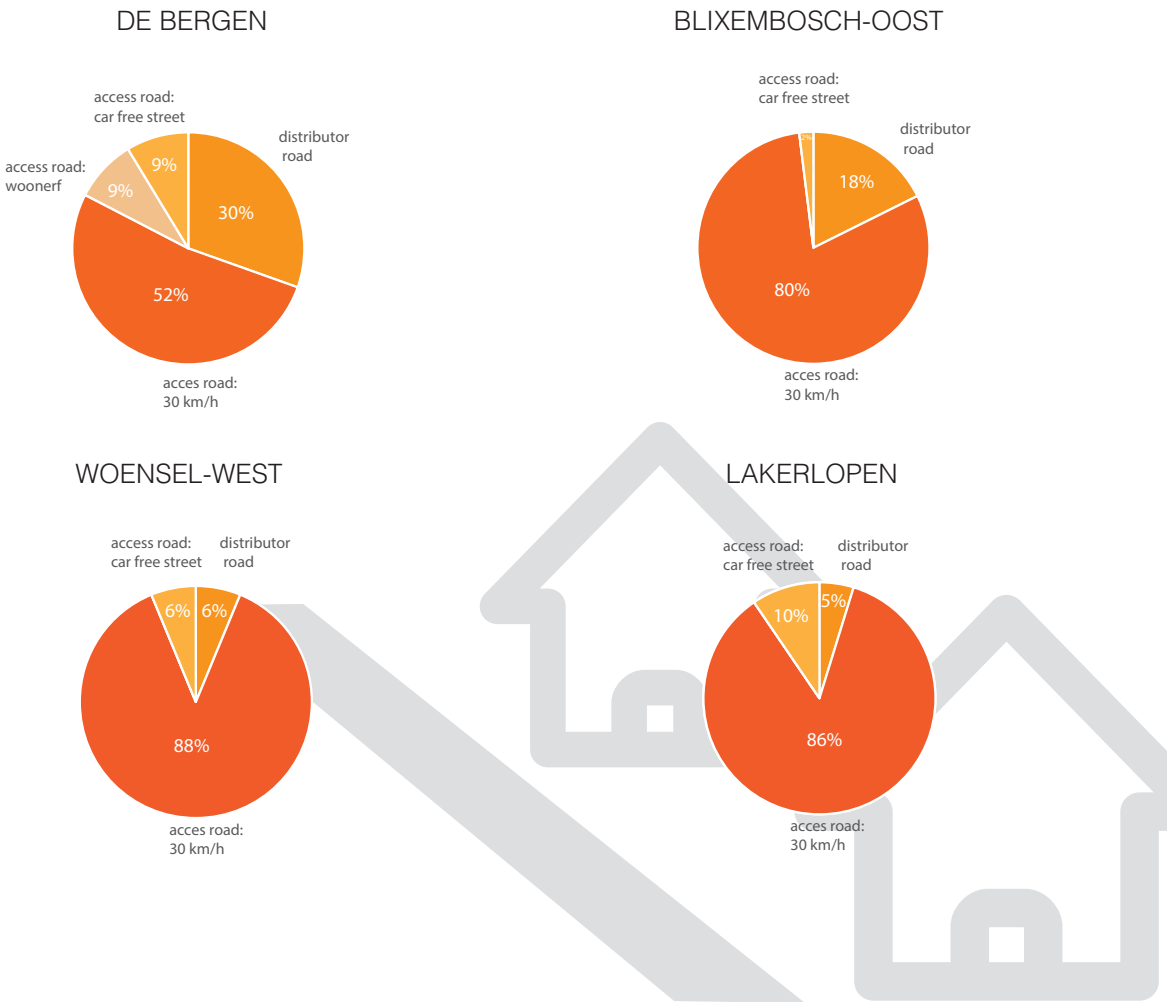 DE BERGEN
access road:
car free street
distributor
road
access road:
woonerf
9%
9%
30%
52%
acces road:
30 km/h
BLIXEMBOSCH-OOST
access road:
car free street
distributor
road
2%
18%
80%
acces road:
30 km/h
WOENSEL-WEST
access road:
car free street
distributor
road
6%
6%
88%
acces road:
30 km/h
LAKERLOPEN
access road:
car free street
distributor
road
10%
5%
86%
acces road:
30 km/h